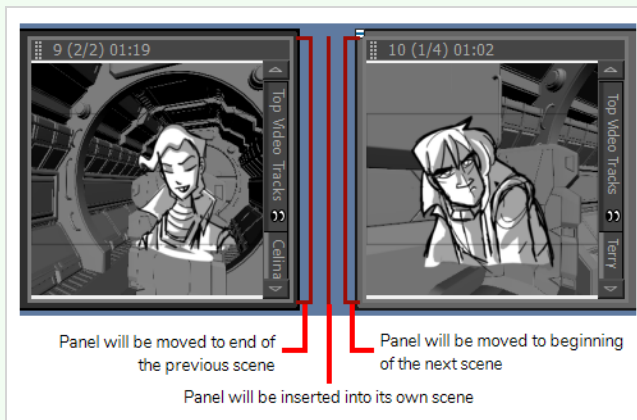 9 (2/2) 01:19
Top Video Tracks
Celina
10 (1/4) 01:02
Top Video Tracks
Terry
Panel will be moved to end of
the previous scene
Panel will be moved to beginning
of the next scene
Panel will be inserted into its own scene